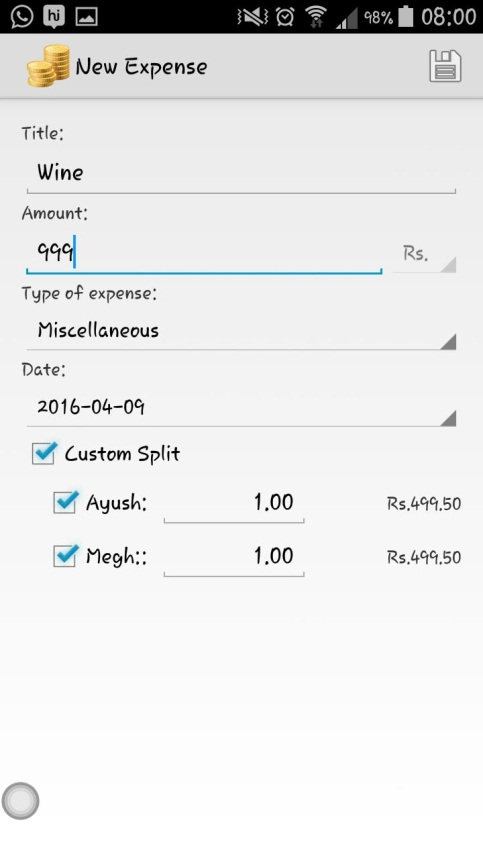 hi 98% 08:00
New Expense
Title:
Wine
Amount:
999 Rs.
Type of expense:
Miscellaneous
Date:
2016-04-09
Custom Split
Ayush: 1.00 Rs.499.50
Megh:: 1.00 Rs.499.50